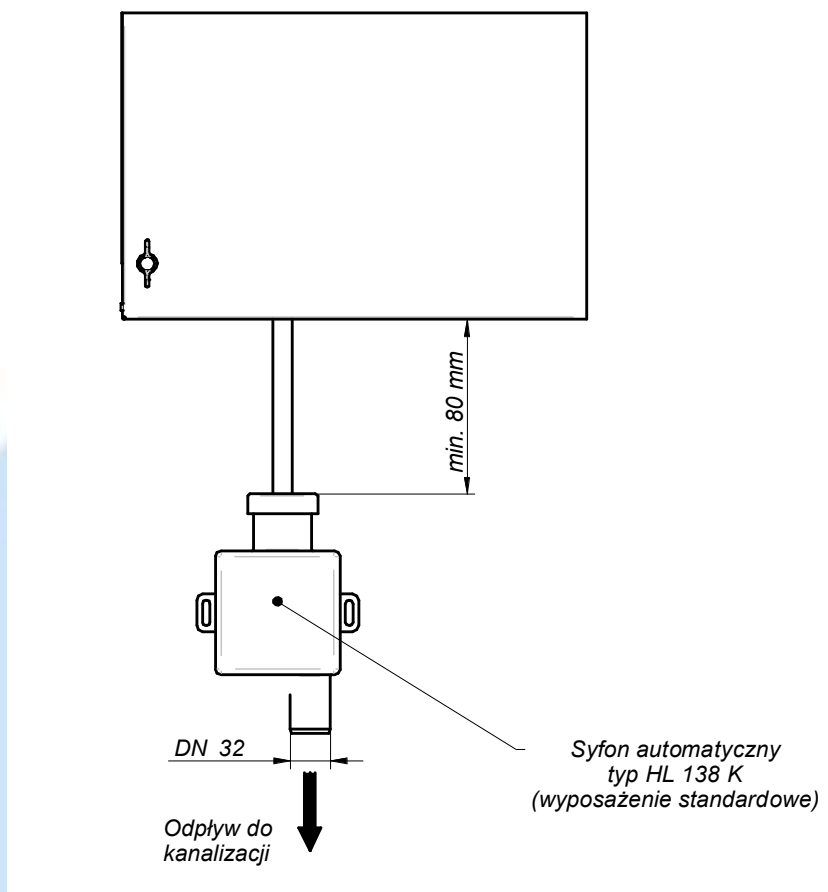 min. 80 mm
DN 32
Syfon automatyczny
typ HL 138 K
(wyposażenie standardowe)
Odpływ do
kanalizacji